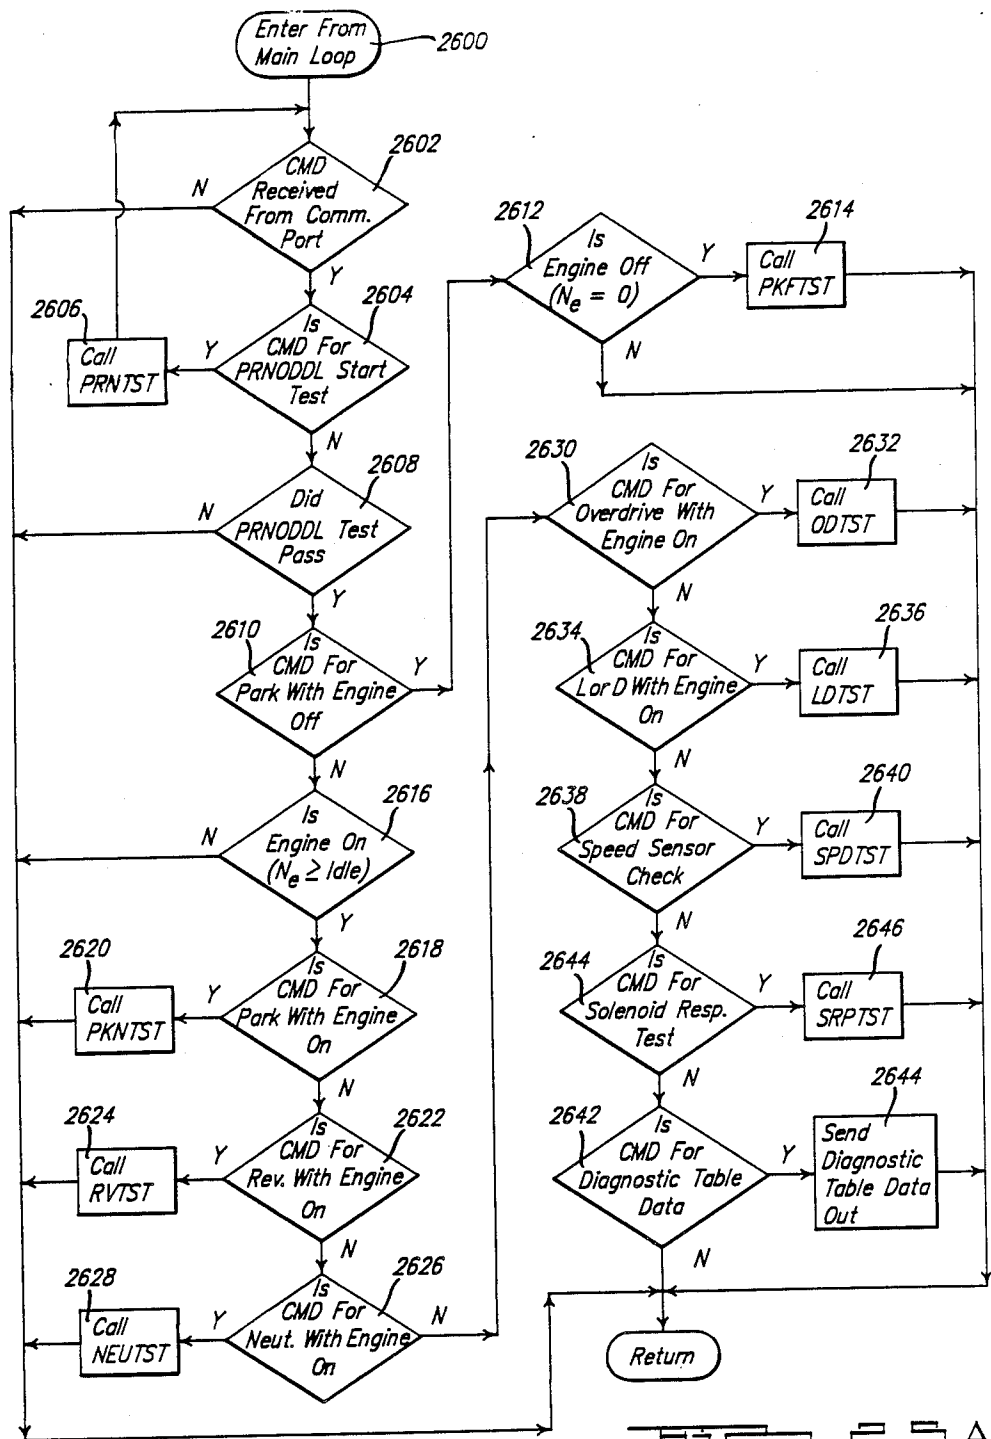 Enter From
Main Loop
2600
CMD
Received
From Comm.
Port
2602
N
Y
Is
CMD For
PRNODDL Start
Test
2604
Y
N
2606
Call
PRNTST
Did
PRNODDL Test
Pass
2608
N
Y
2610
Is
CMD For
Park With Engine
Off
Y
N
Is
Engine On
(Ne ≥ Idle)
2616
N
Y
Is
CMD For
Park With Engine
On
2618
Y
N
2620
Call
PKNTST
Is
CMD For
Rev. With Engine
On
2622
Y
N
2624
Call
RVTST
Is
CMD For
Neut. With Engine
On
2626
Y
N
2628
Call
NEUTST
2612
Is
Engine Off
(Ne = 0)
Y
N
2614
Call
PKFTST
2630
Is
CMD For
Overdrive With
Engine On
Y
N
2632
Call
ODTST
2634
Is
CMD For
L or D With Engine
On
Y
N
2636
Call
LDTST
2638
Is
CMD For
Speed Sensor
Check
Y
N
2640
Call
SPDTST
2644
Is
CMD For
Solenoid Resp.
Test
Y
N
2646
Call
SRPTST
2642
Is
CMD For
Diagnostic Table
Data
Y
N
2644
Send
Diagnostic
Table Data
Out
Return